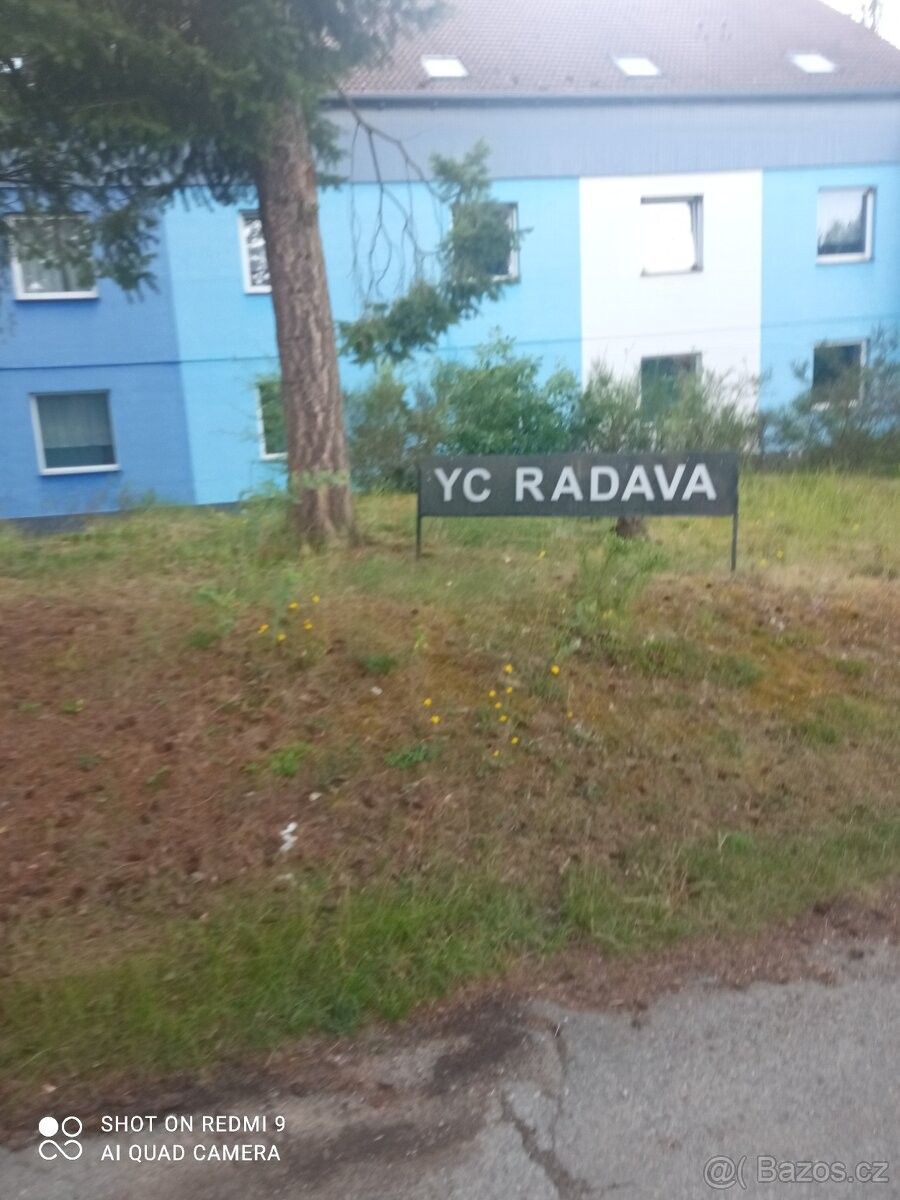 YC RADAVA
SHOT ON REDMI 9
AI QUAD CAMERA
@( Bazos.cz